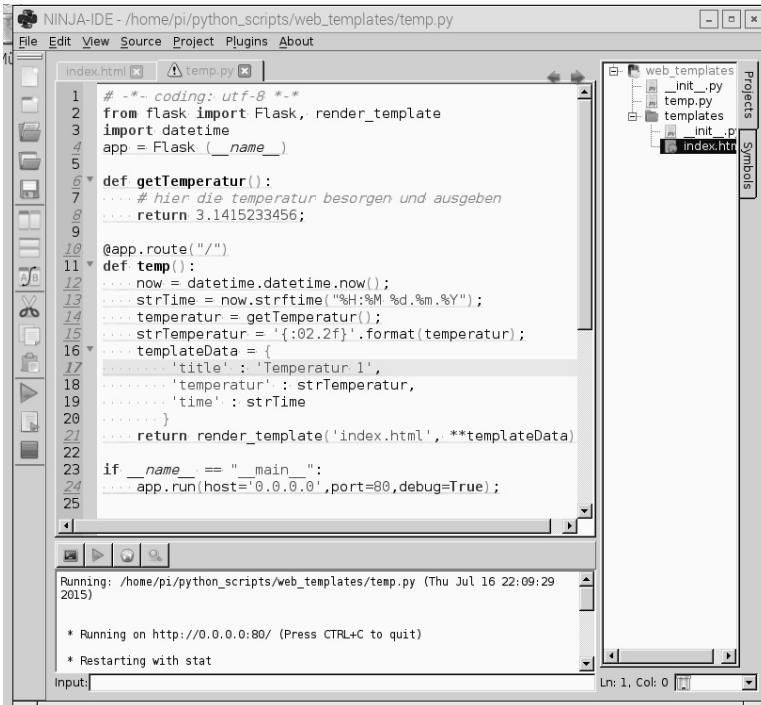 NINJA-IDE - /home/pi/python_scripts/web_templates/temp.py
File Edit View Source Project Plugins About
index.html temp.py
1 # -*- coding: utf-8 *-*
2 from flask import Flask, render_template
3 import datetime
4 app = Flask (__name__)
5
6 def getTemperatur():
7 # hier die temperatur besorgen und ausgeben
8 return 3.1415233456;
9
10 @app.route("/")
11 def temp():
12 now = datetime.datetime.now();
13 strTime = now.strftime("%H:%M %d.%m.%Y");
14 temperatur = getTemperatur();
15 strTemperatur = '{:02.2f}'.format(temperatur);
16 templateData = {
17 'title' : 'Temperatur 1',
18 'temperatur' : strTemperatur,
19 'time' : strTime
20 }
21 return render_template('index.html', **templateData)
22
23 if __name__ == "__main__":
24 app.run(host='0.0.0.0',port=80,debug=True);
25
web_templates
__init__.py
temp.py
templates
__init__.p
index.htm
Projects
Symbols
Running: /home/pi/python_scripts/web_templates/temp.py (Thu Jul 16 22:09:29
2015)
* Running on http://0.0.0.0:80/ (Press CTRL+C to quit)
* Restarting with stat
Input:
Ln: 1, Col: 0